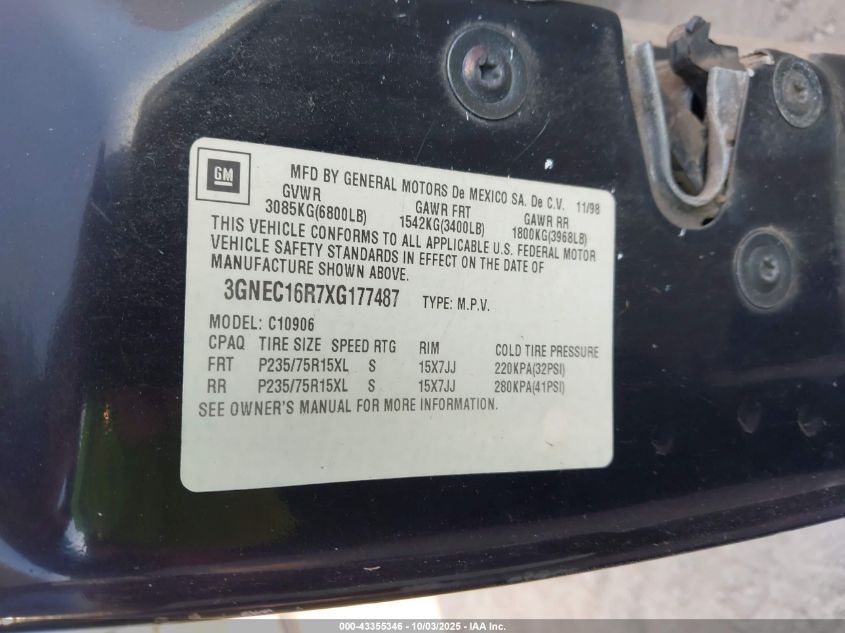 GM
MFD BY GENERAL MOTORS De MEXICO SA. De C.V. 11/98
GVWR GAWR FRT GAWR RR
3085KG(6800LB) 1542KG(3400LB) 1800KG(3968LB)
THIS VEHICLE CONFORMS TO ALL APPLICABLE U.S. FEDERAL MOTOR
VEHICLE SAFETY STANDARDS IN EFFECT ON THE DATE OF
MANUFACTURE SHOWN ABOVE.
3GNEC16R7XG177487 TYPE: M.P.V.
MODEL: C10906
CPAQ TIRE SIZE SPEED RTG RIM COLD TIRE PRESSURE
FRT P235/75R15XL S 15X7JJ 220KPA(32PSI)
RR P235/75R15XL S 15X7JJ 280KPA(41PSI)
SEE OWNER'S MANUAL FOR MORE INFORMATION.
000-43355346 - 10/03/2025 - IAA Inc.